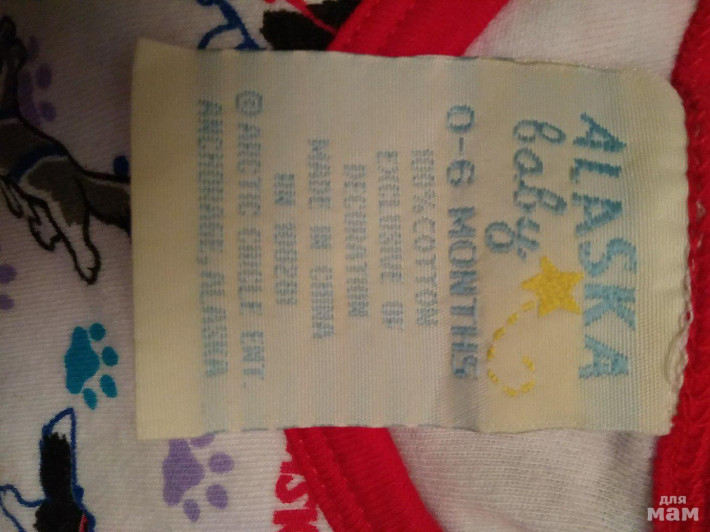 ALASKA
baby
0-6 MONTHS
100% COTTON
EXCLUSIVE OF
DECORATION
MADE IN CHINA
© ARCTIC CIRCLE ENT.
ANCHORAGE, ALASKA
для
мам